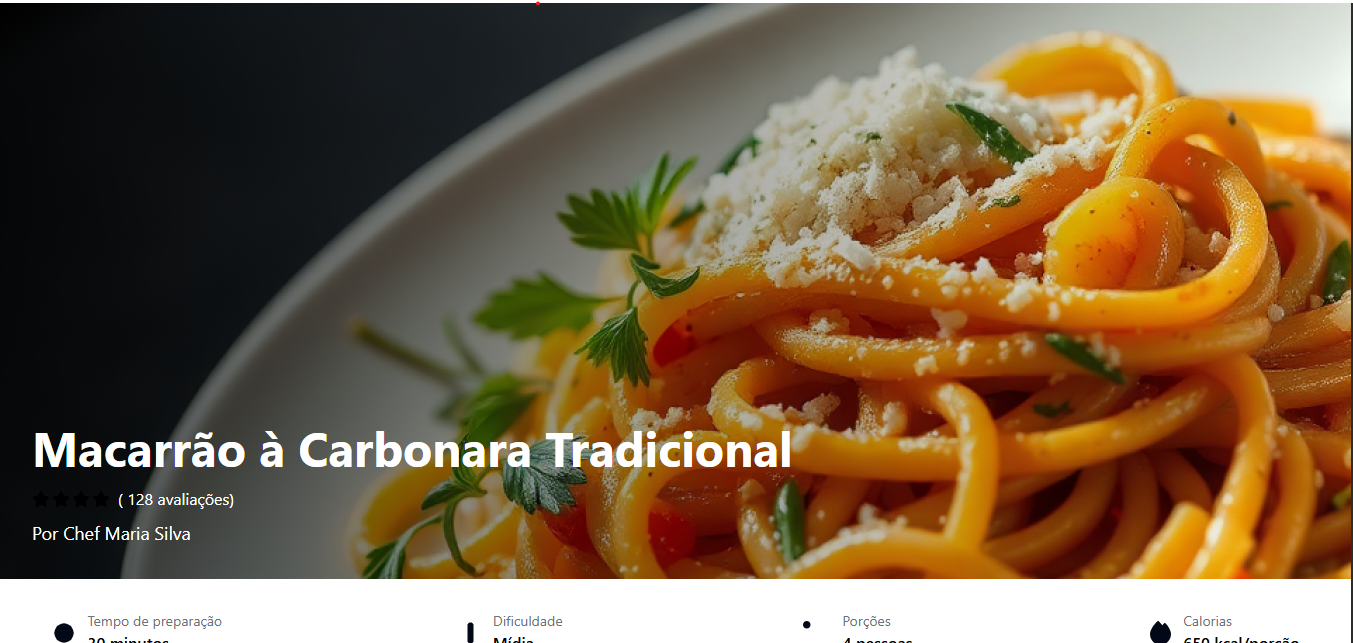 Macarrão à Carbonara Tradicional
( 128 avaliações)
Por Chef Maria Silva
Tempo de preparação
30 minutos
Dificuldade
Mídia
Porções
4 pessoas
Calorias
650 kcal/porção